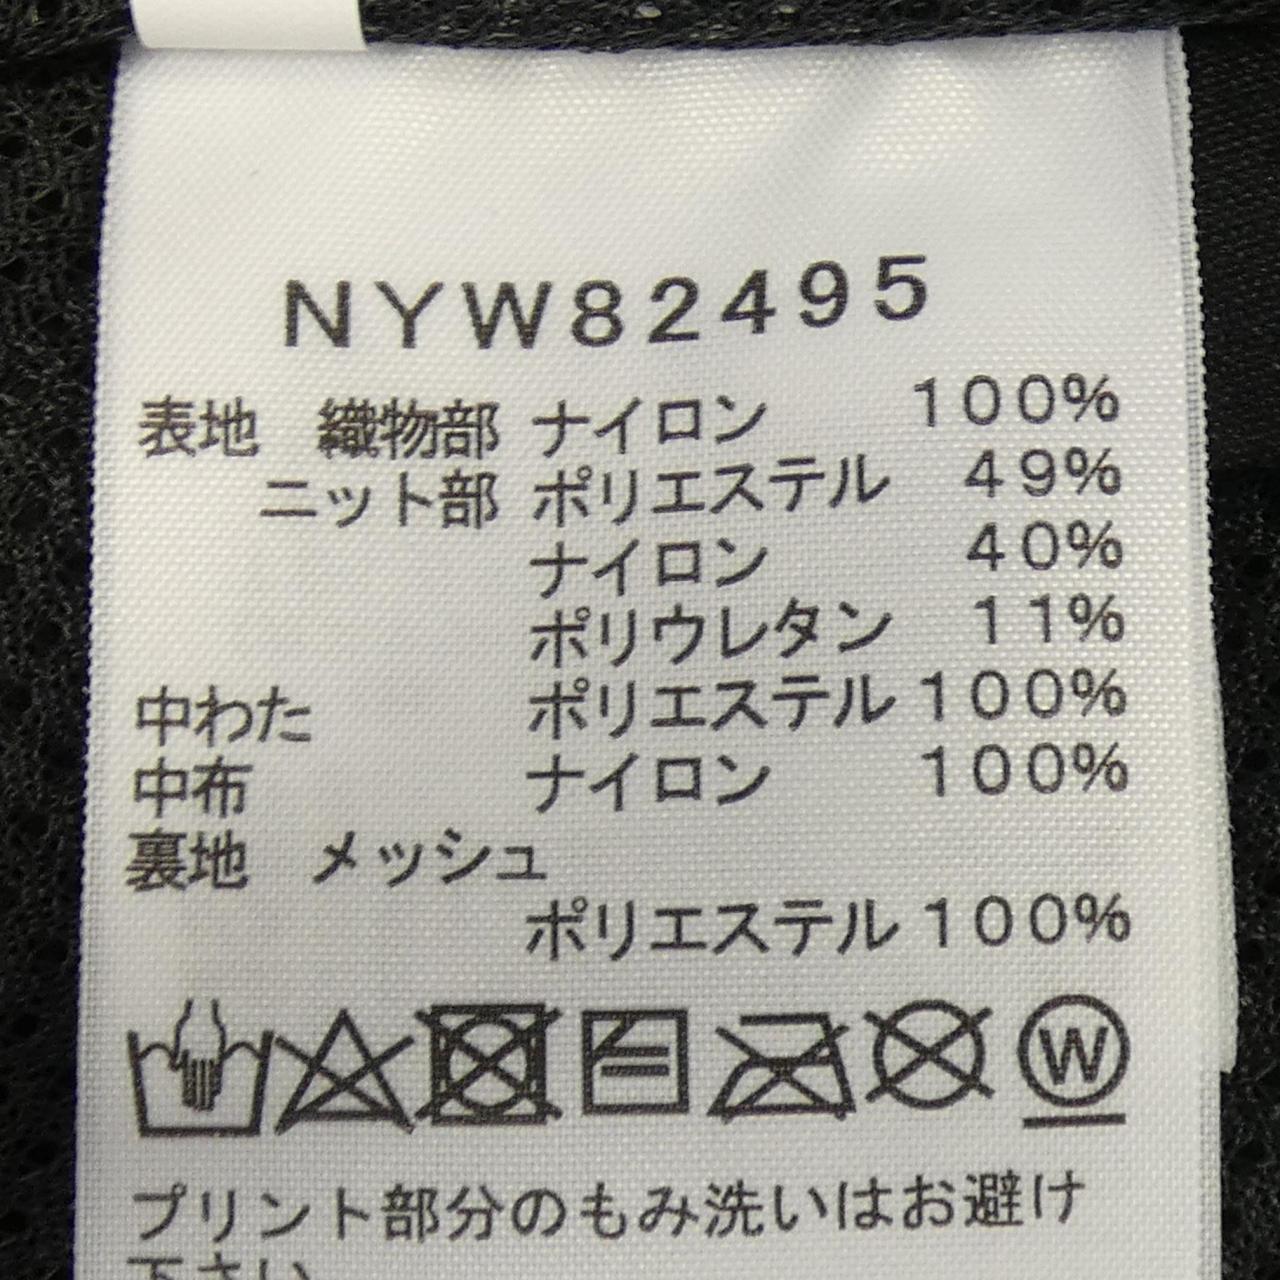 NYW82495
表地 織物部 ナイロン 100%
ニット部 ポリエステル 49%
ナイロン 40%
ポリウレタン 11%
中わた ポリエステル 100%
中布 ナイロン 100%
裏地 メッシュ
ポリエステル 100%
W
プリント部分のもみ洗いはお避け
下さい